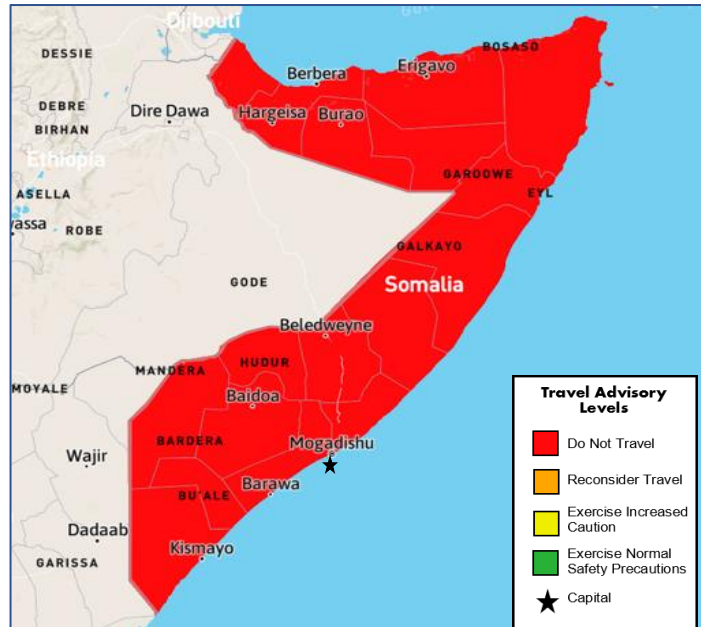 Djibouti
Gul
DESSIE
BOSASO
Berbera
Erigavo
DEBRE
BIRHAN
Dire Dawa
Hargeisa
Burao
Ethiopia
ASELLA
GAROOWE
EYL
ROBE
GALKAYO
GODE
Somalia
Beledweyne
MANDERA
HUDUR
MOYALE
Baidoa
BARDERA
Mogadishu
Wajir
BU'ALE
Barawa
Dadaab
Kismayo
GARISSA
Travel Advisory
Levels
Do Not Travel
Reconsider Travel
Exercise Increased
Caution
Exercise Normal
Safety Precautions
Capital